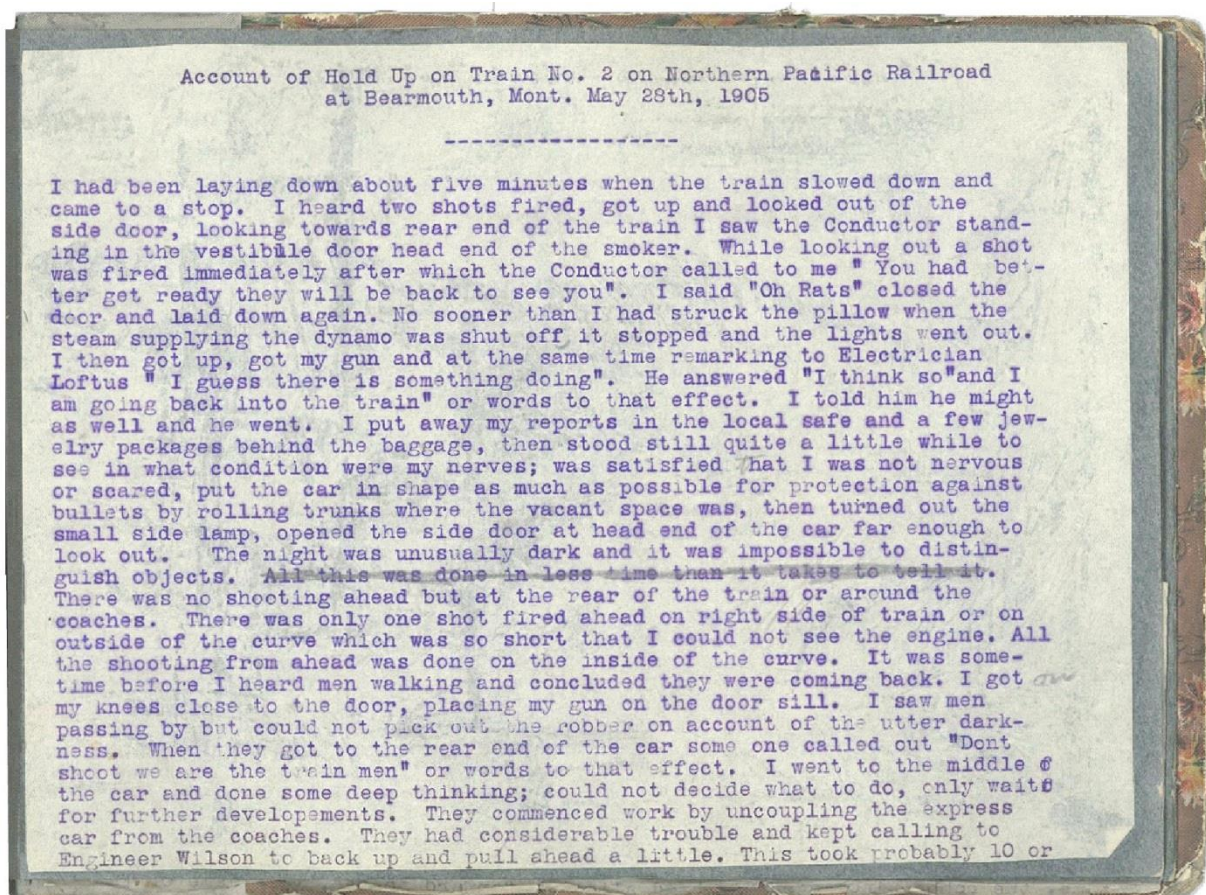 Account of Hold Up on Train No. 2 on Northern Pacific Railroad
at Bearmouth, Mont. May 28th, 1905
-------------------
I had been laying down about five minutes when the train slowed down and
came to a stop.  I heard two shots fired, got up and looked out of the
side door, looking towards rear end of the train I saw the Conductor stand-
ing in the vestibule door head end of the smoker.  While looking out a shot
was fired immediately after which the Conductor called to me " You had  bet-
ter get ready they will be back to see you".  I said "Oh Rats" closed the
door and laid down again. No sooner than I had struck the pillow when the
steam supplying the dynamo was shut off it stopped and the lights went out.
I then got up, got my gun and at the same time remarking to Electrician
Loftus " I guess there is something doing".  He answered "I think so"and I
am going back into the train" or words to that effect.  I told him he might
as well and he went.  I put away my reports in the local safe and a few jew-
elry packages behind the baggage, then stood still quite a little while to
see in what condition were my nerves; was satisfied that I was not nervous
or scared, put the car in shape as much as possible for protection against
bullets by rolling trunks where the vacant space was, then turned out the
small side lamp, opened the side door at head end of the car far enough to
look out.   The night was unusually dark and it was impossible to distin-
guish objects.  All this was done in less time than it takes to tell it.
There was no shooting ahead but at the rear of the train or around the
coaches.  There was only one shot fired ahead on right side of train or on
outside of the curve which was so short that I could not see the engine. All
the shooting from ahead was done on the inside of the curve.  It was some-
time before I heard men walking and concluded they were coming back. I got on
my knees close to the door, placing my gun on the door sill.  I saw men
passing by but could not pick out the robber on account of the utter dark-
ness.  When they got to the rear end of the car some one called out "Dont
shoot we are the train men" or words to that effect.  I went to the middle
the car and done some deep thinking; could not decide what to do, only wait
for further developements.  They commenced work by uncoupling the express
car from the coaches.  They had considerable trouble and kept calling to
Engineer Wilson to back up and pull ahead a little. This took probably 10 or